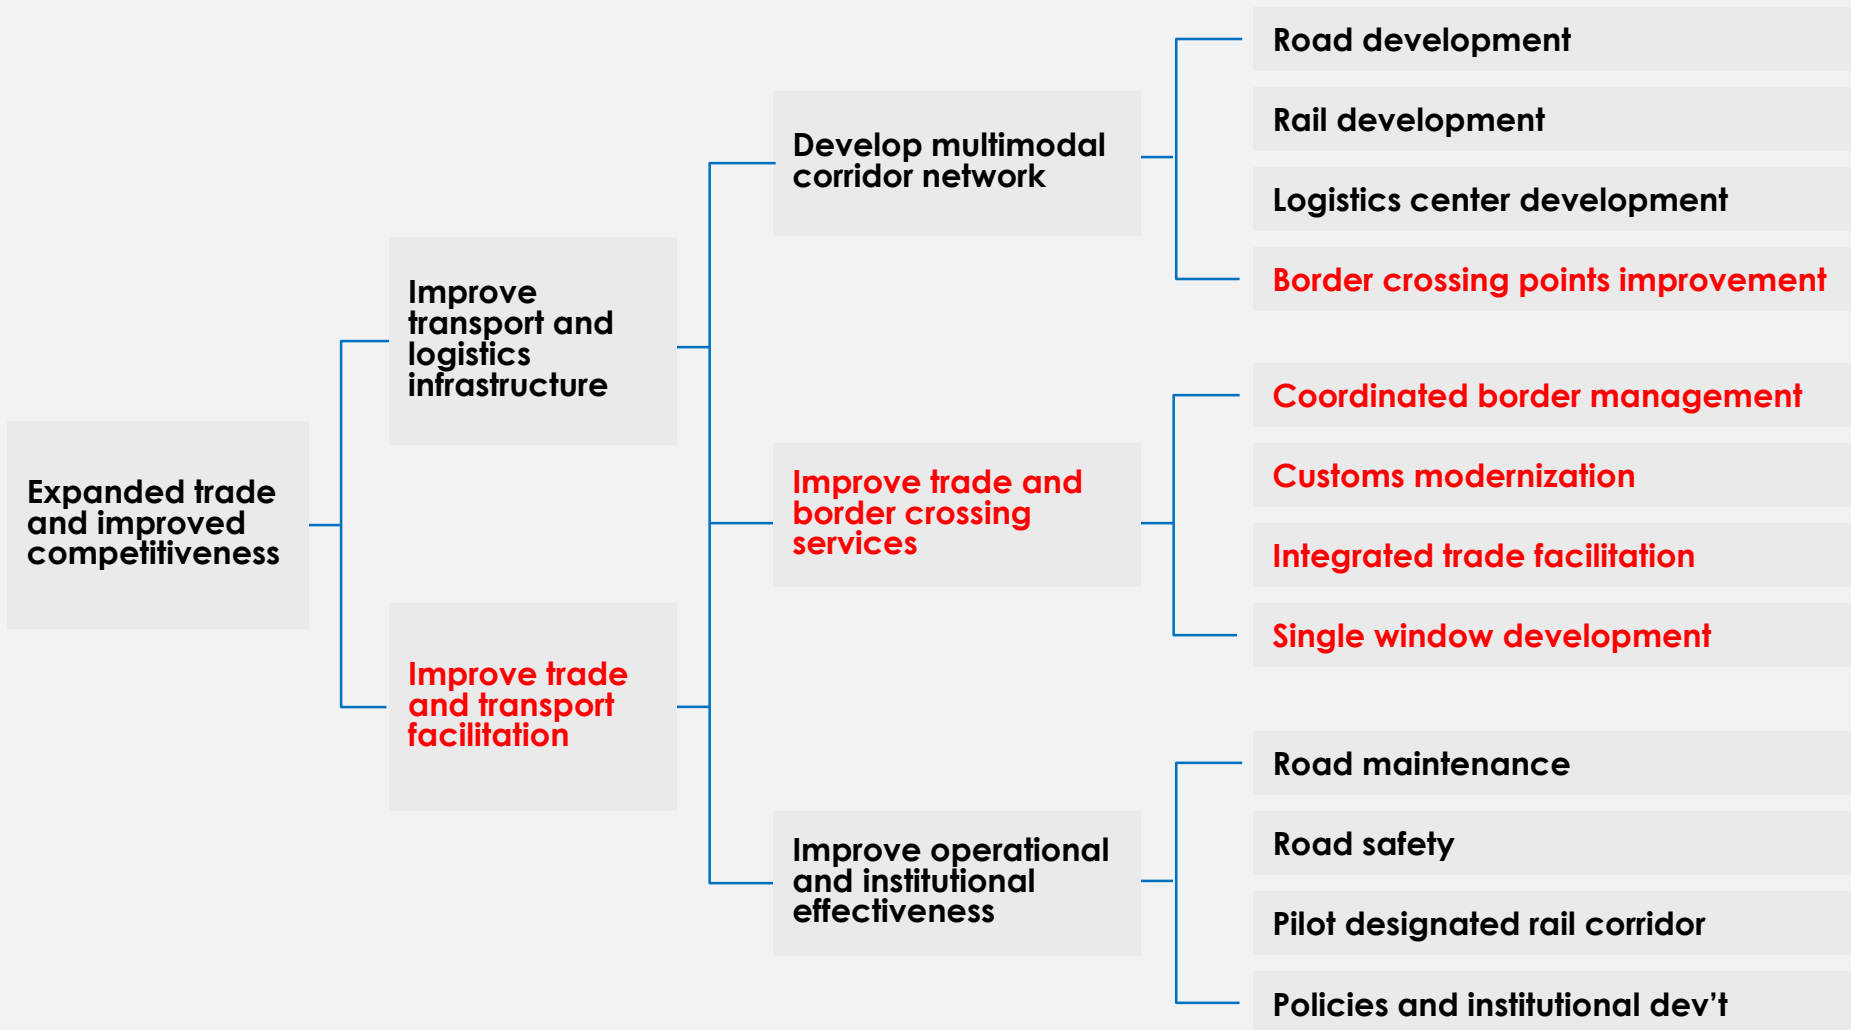 Expanded trade
and improved
competitiveness
Improve
transport and
logistics
infrastructure
Improve trade
and transport
facilitation
Develop multimodal
corridor network
Improve trade and
border crossing
services
Improve operational
and institutional
effectiveness
Road development
Rail development
Logistics center development
Border crossing points improvement
Coordinated border management
Customs modernization
Integrated trade facilitation
Single window development
Road maintenance
Road safety
Pilot designated rail corridor
Policies and institutional dev’t